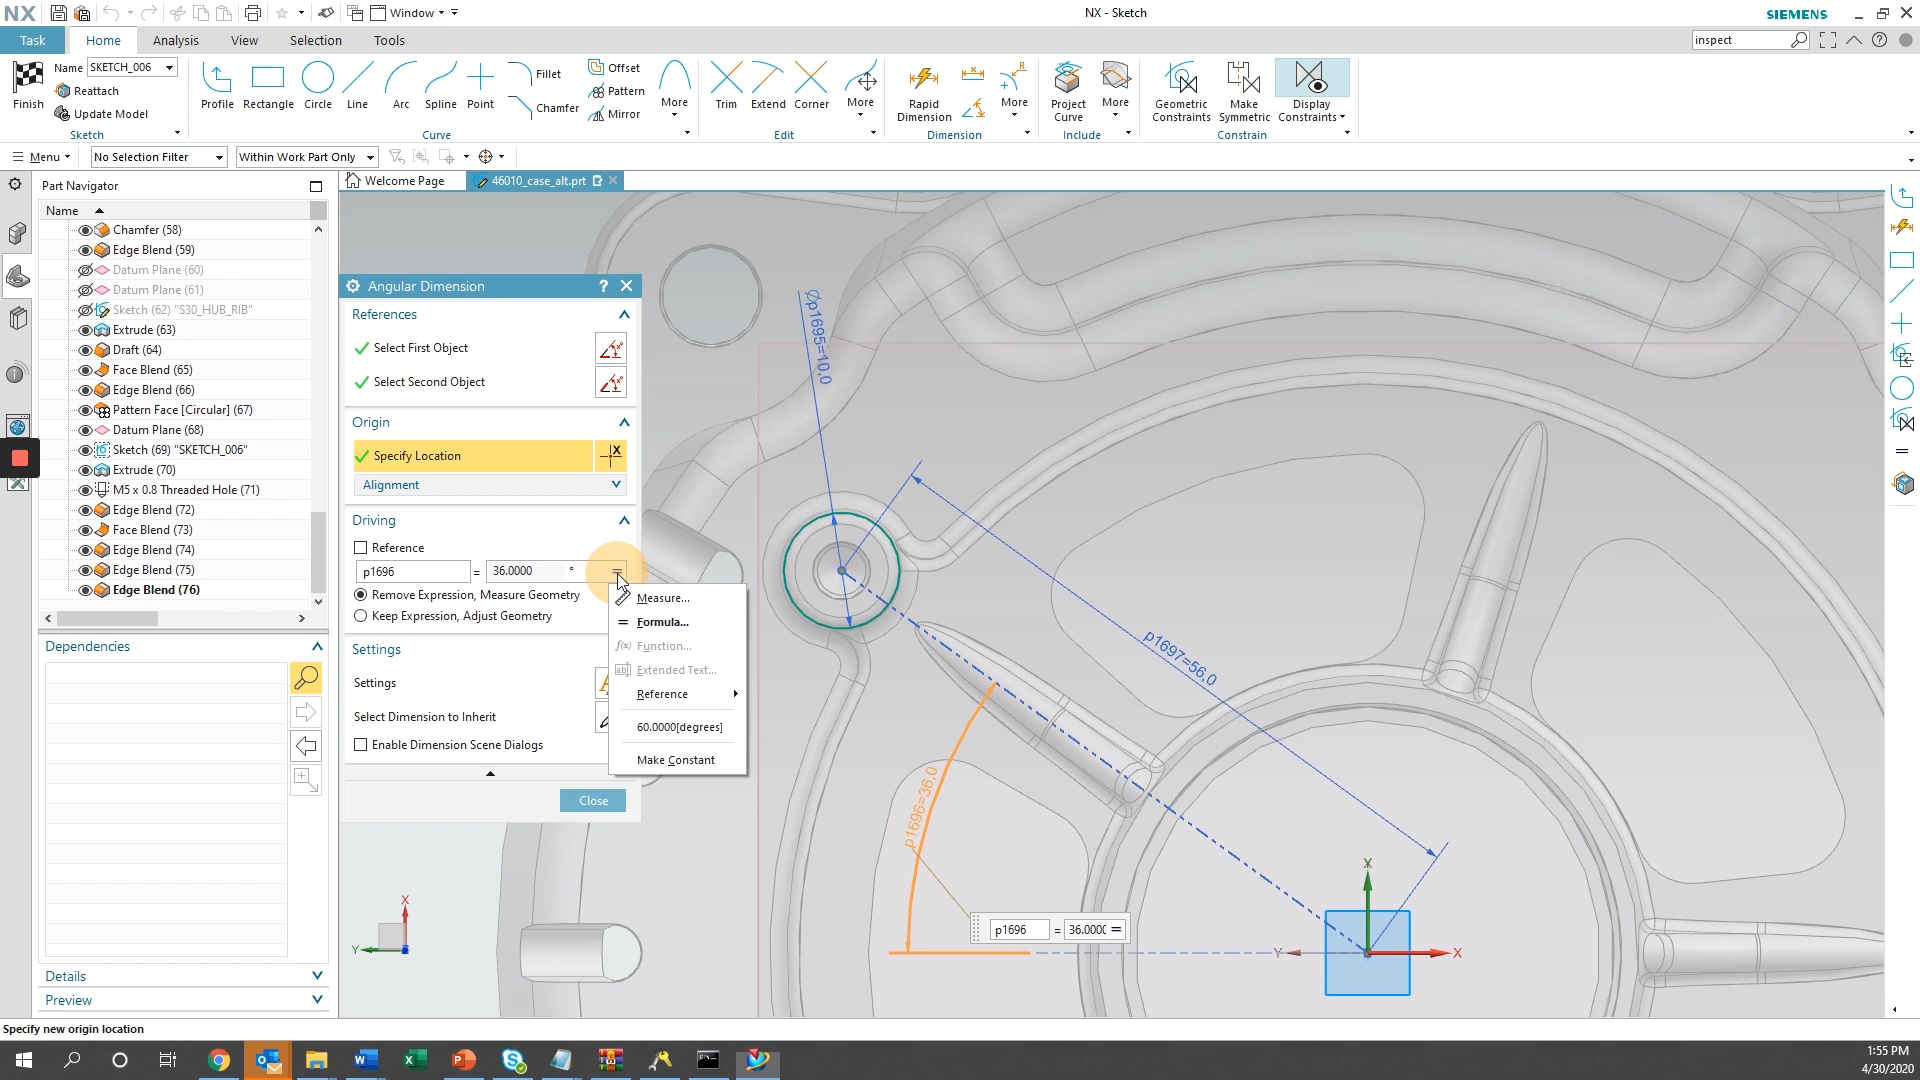 NX
Window
NX - Sketch
SIEMENS
Task
Home
Analysis
View
Selection
Tools
inspect
Finish
Name SKETCH_006
Reattach
Update Model
Sketch
Profile
Rectangle
Circle
Line
Arc
Spline
Point
Fillet
Chamfer
Offset
Pattern
Mirror
More
Curve
Trim
Extend
Corner
More
Edit
Rapid Dimension
More
Dimension
Project Curve
More
Include
Geometric Constraints
Make Symmetric
Display Constraints
Constrain
Menu
No Selection Filter
Within Work Part Only
Part Navigator
Welcome Page
46010_case_alt.prt
Name
Chamfer (58)
Edge Blend (59)
Datum Plane (60)
Datum Plane (61)
Sketch (62) "S30_HUB_RIB"
Extrude (63)
Draft (64)
Face Blend (65)
Edge Blend (66)
Pattern Face [Circular] (67)
Datum Plane (68)
Sketch (69) "SKETCH_006"
Extrude (70)
M5 x 0.8 Threaded Hole (71)
Edge Blend (72)
Face Blend (73)
Edge Blend (74)
Edge Blend (75)
Edge Blend (76)
Dependencies
Details
Preview
Angular Dimension
?
References
Select First Object
Select Second Object
Origin
Specify Location
X
Alignment
Driving
Reference
p1696 = 36.0000 °
Remove Expression, Measure Geometry
Keep Expression, Adjust Geometry
Settings
Settings
Select Dimension to Inherit
Enable Dimension Scene Dialogs
Close
Measure...
Formula...
f(x) Function...
Extended Text...
Reference
60.0000[degrees]
Make Constant
Øp1695=10,0
p1697=56,0
p1696=36,0
p1696 = 36.0000
X
Y
X
X
Y
Specify new origin location
1:55 PM
4/30/2020